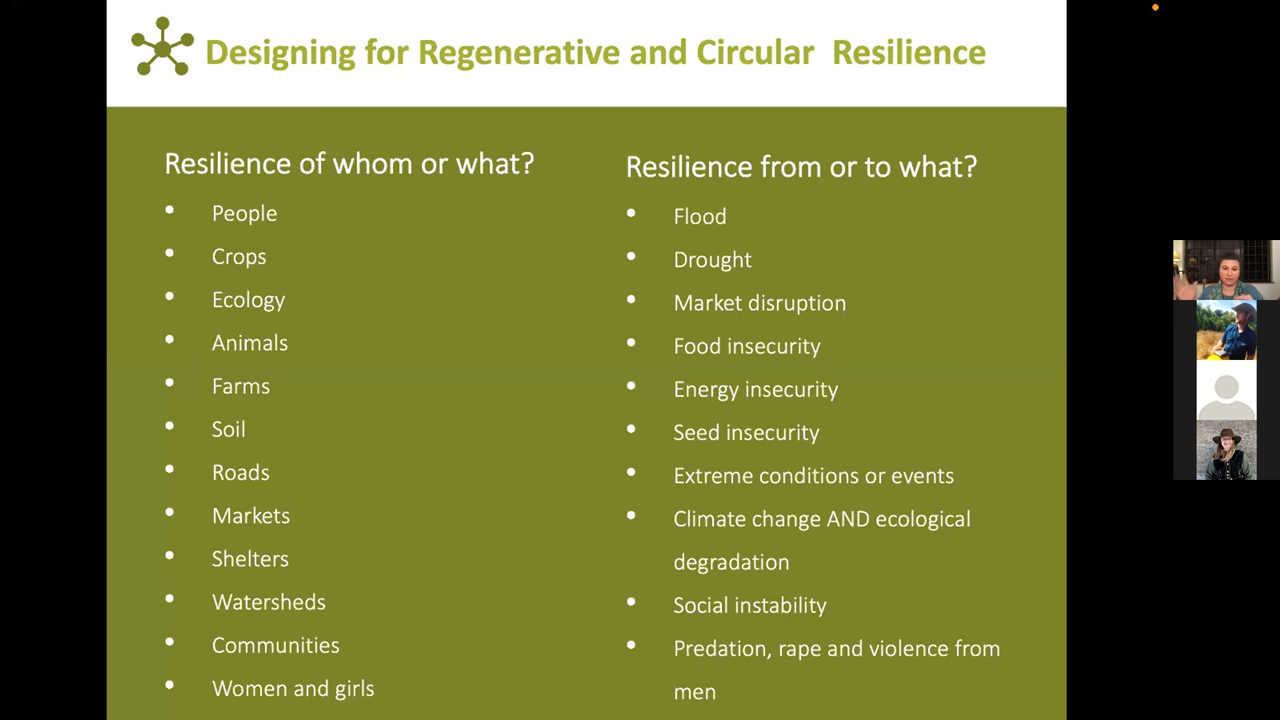 Designing for Regenerative and Circular Resilience
Resilience of whom or what?
• People
• Crops
• Ecology
• Animals
• Farms
• Soil
• Roads
• Markets
• Shelters
• Watersheds
• Communities
• Women and girls
Resilience from or to what?
• Flood
• Drought
• Market disruption
• Food insecurity
• Energy insecurity
• Seed insecurity
• Extreme conditions or events
• Climate change AND ecological
degradation
• Social instability
• Predation, rape and violence from
men